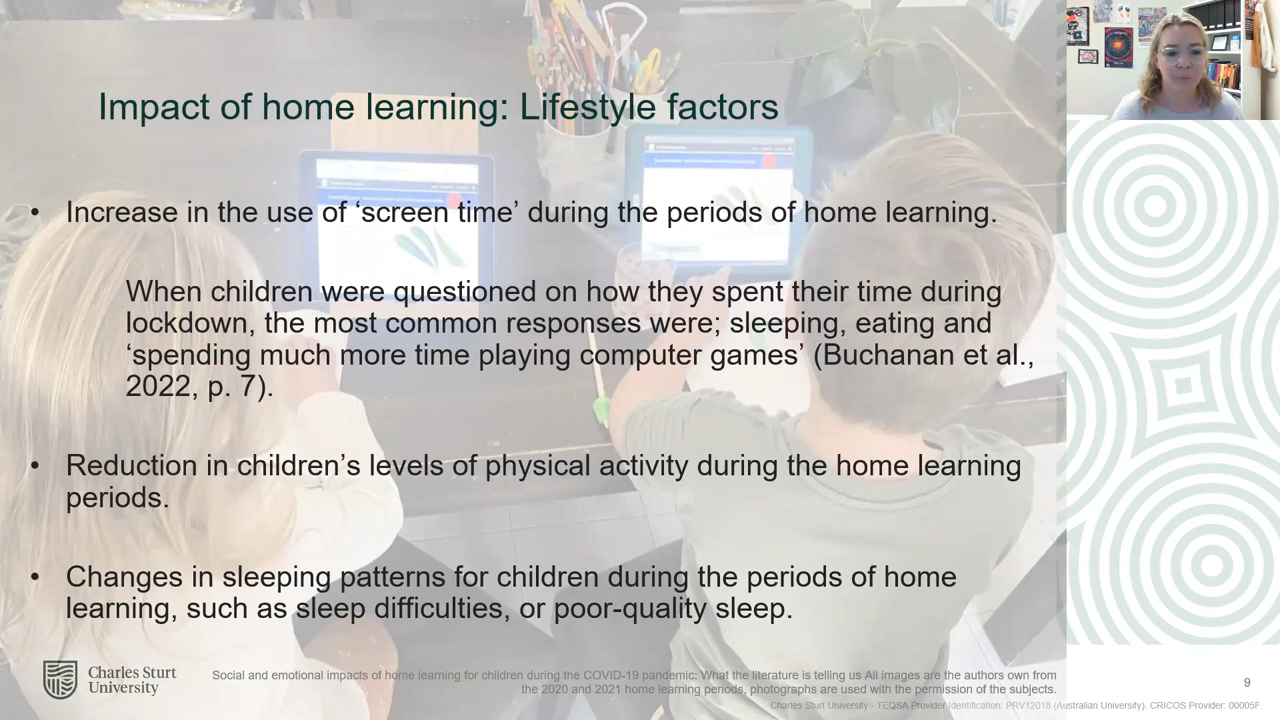 Impact of home learning: Lifestyle factors
• Increase in the use of ‘screen time’ during the periods of home learning.
When children were questioned on how they spent their time during
lockdown, the most common responses were; sleeping, eating and
‘spending much more time playing computer games’ (Buchanan et al.,
2022, p. 7).
• Reduction in children’s levels of physical activity during the home learning
periods.
• Changes in sleeping patterns for children during the periods of home
learning, such as sleep difficulties, or poor-quality sleep.
Charles Sturt
University
Social and emotional impacts of home learning for children during the COVID-19 pandemic: What the literature is telling us All images are the authors own from
the 2020 and 2021 home learning periods, photographs are used with the permission of the subjects.
9
Charles Sturt University - TEQSA Provider Identification: PRV12018 (Australian University). CRICOS Provider: 00005F.